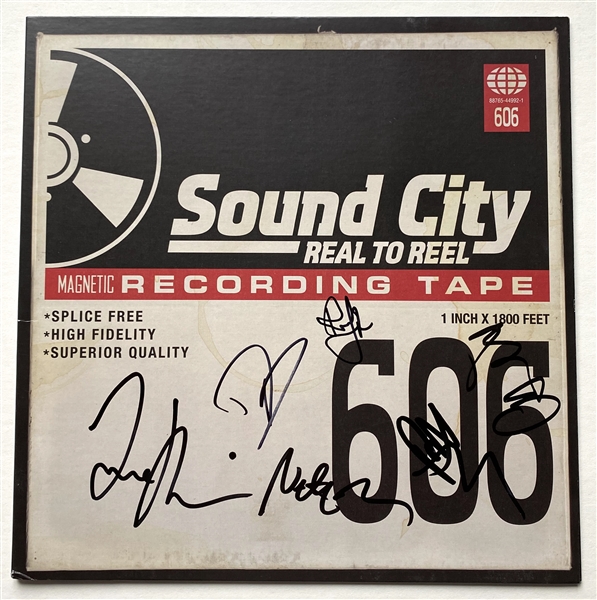 88765-44992-1
606
Sound City
REAL TO REEL
MAGNETIC RECORDING TAPE
*SPLICE FREE
*HIGH FIDELITY
*SUPERIOR QUALITY
1 INCH X 1800 FEET
606